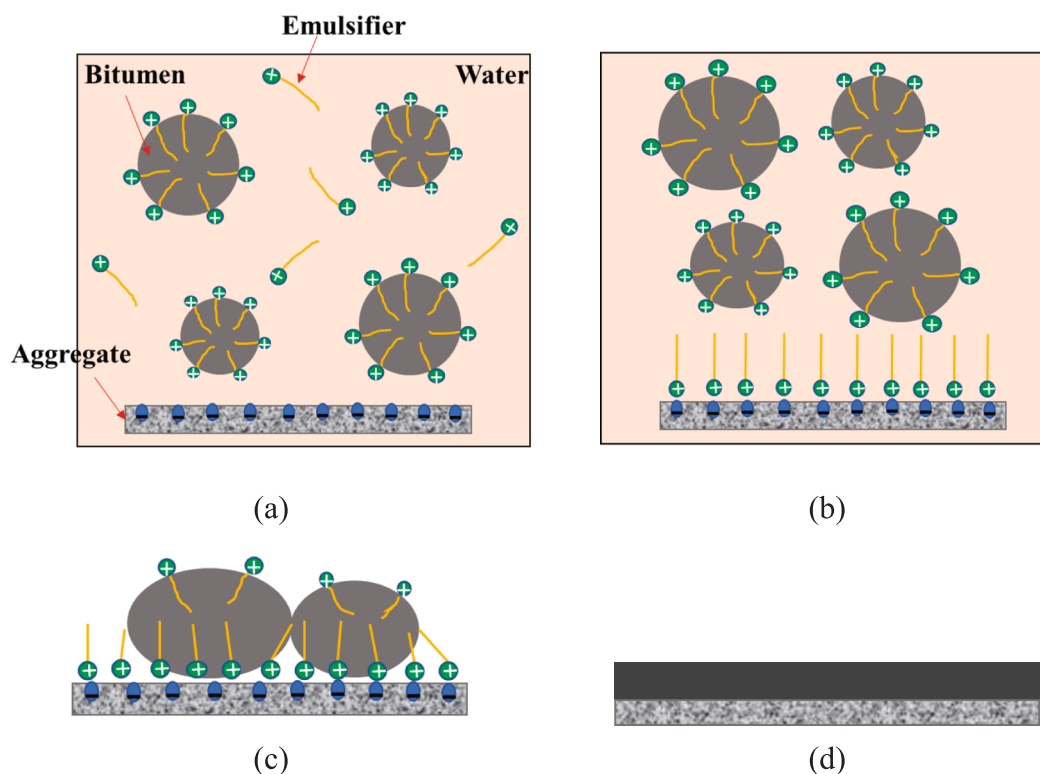 (a)
Emulsifier
Bitumen
Water
Aggregate
(b)
(c)
(d)